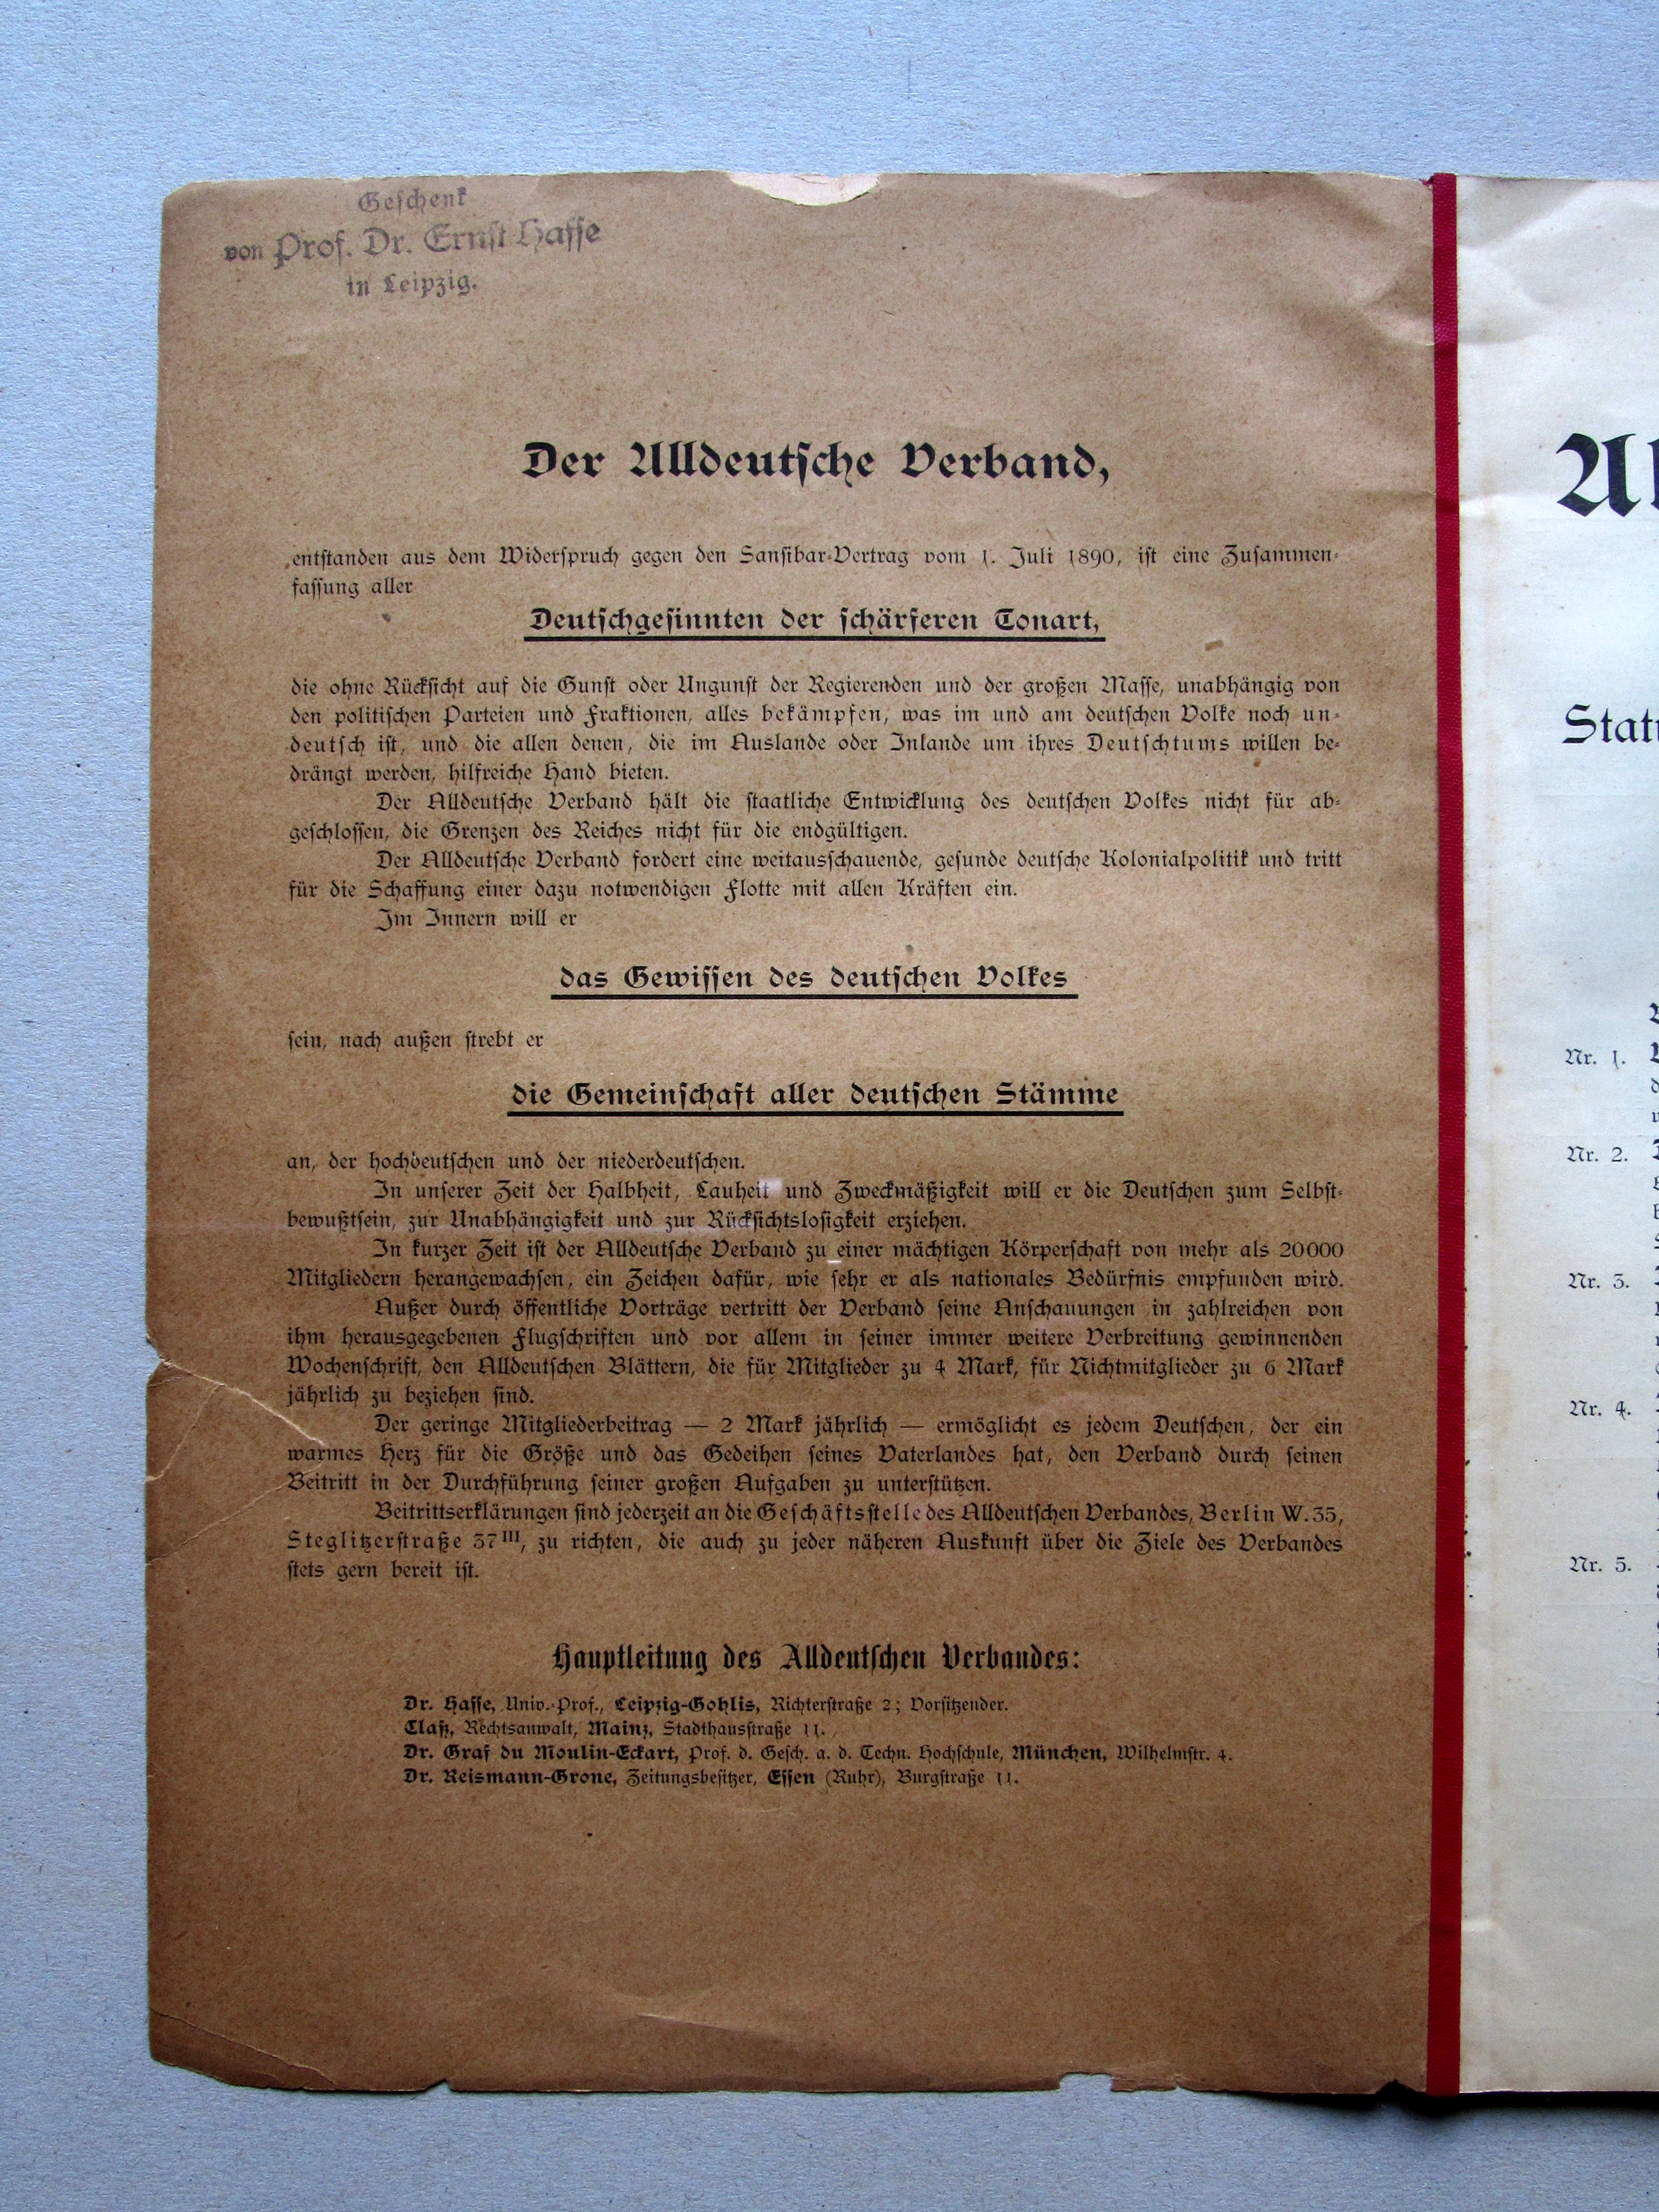 Geschenk
von Prof. Dr. Ernst Hasse
in Leipzig.
Der Alldeutsche Verband,
entstanden aus dem Widerspruch gegen den Sansibar-Vertrag vom 1. Juli 1890, ist eine Zusammen-
fassung aller
Deutschgesinnten der schärferen Tonart,
die ohne Rücksicht auf die Gunst oder Ungunst der Regierenden und der großen Masse, unabhängig von
den politischen Parteien und Fraktionen, alles bekämpfen, was im und am deutschen Volke noch un-
deutsch ist, und die allen denen, die im Auslande oder Inlande um ihres Deutschtums willen be-
drängt werden, hilfreiche Hand bieten.
Der Alldeutsche Verband hält die staatliche Entwicklung des deutschen Volkes nicht für ab-
geschlossen, die Grenzen des Reiches nicht für die endgültigen.
Der Alldeutsche Verband fordert eine weitausschauende, gesunde deutsche Kolonialpolitik und tritt
für die Schaffung einer dazu notwendigen Flotte mit allen Kräften ein.
Im Innern will er
das Gewissen des deutschen Volkes
sein, nach außen strebt er
die Gemeinschaft aller deutschen Stämme
an, der hochdeutschen und der niederdeutschen.
In unserer Zeit der Halbheit, Lauheit und Zweckmäßigkeit will er die Deutschen zum Selbst-
bewußtsein, zur Unabhängigkeit und zur Rücksichtslosigkeit erziehen.
In kurzer Zeit ist der Alldeutsche Verband zu einer mächtigen Körperschaft von mehr als 20000
Mitgliedern herangewachsen, ein Zeichen dafür, wie sehr er als nationales Bedürfnis empfunden wird.
Außer durch öffentliche Vorträge vertritt der Verband seine Anschauungen in zahlreichen von
ihm herausgegebenen Flugschriften und vor allem in seiner immer weitere Verbreitung gewinnenden
Wochenschrift, den Alldeutschen Blättern, die für Mitglieder zu 4 Mark, für Nichtmitglieder zu 6 Mark
jährlich zu beziehen sind.
Der geringe Mitgliederbeitrag — 2 Mark jährlich — ermöglicht es jedem Deutschen, der ein
warmes Herz für die Größe und das Gedeihen seines Vaterlandes hat, den Verband durch seinen
Beitritt in der Durchführung seiner großen Aufgaben zu unterstützen.
Beitrittserklärungen sind jederzeit an die Geschäftsstelle des Alldeutschen Verbandes, Berlin W. 35,
Steglitzerstraße 37 III, zu richten, die auch zu jeder näheren Auskunft über die Ziele des Verbandes
stets gern bereit ist.
Hauptleitung des Alldeutschen Verbandes:
Dr. Hasse, Univ.-Prof., Leipzig-Gohlis, Richterstraße 2; Vorsitzender.
Claß, Rechtsanwalt, Mainz, Stadthausstraße 11.
Dr. Graf du Moulin-Eckart, Prof. d. Gesch. a. d. Techn. Hochschule, München, Wilhelmstr. 4.
Dr. Reismann-Grone, Zeitungsbesitzer, Essen (Ruhr), Burgstraße 11.
Nr. 1.
Nr. 2.
Nr. 3.
Nr. 4.
Nr. 5.